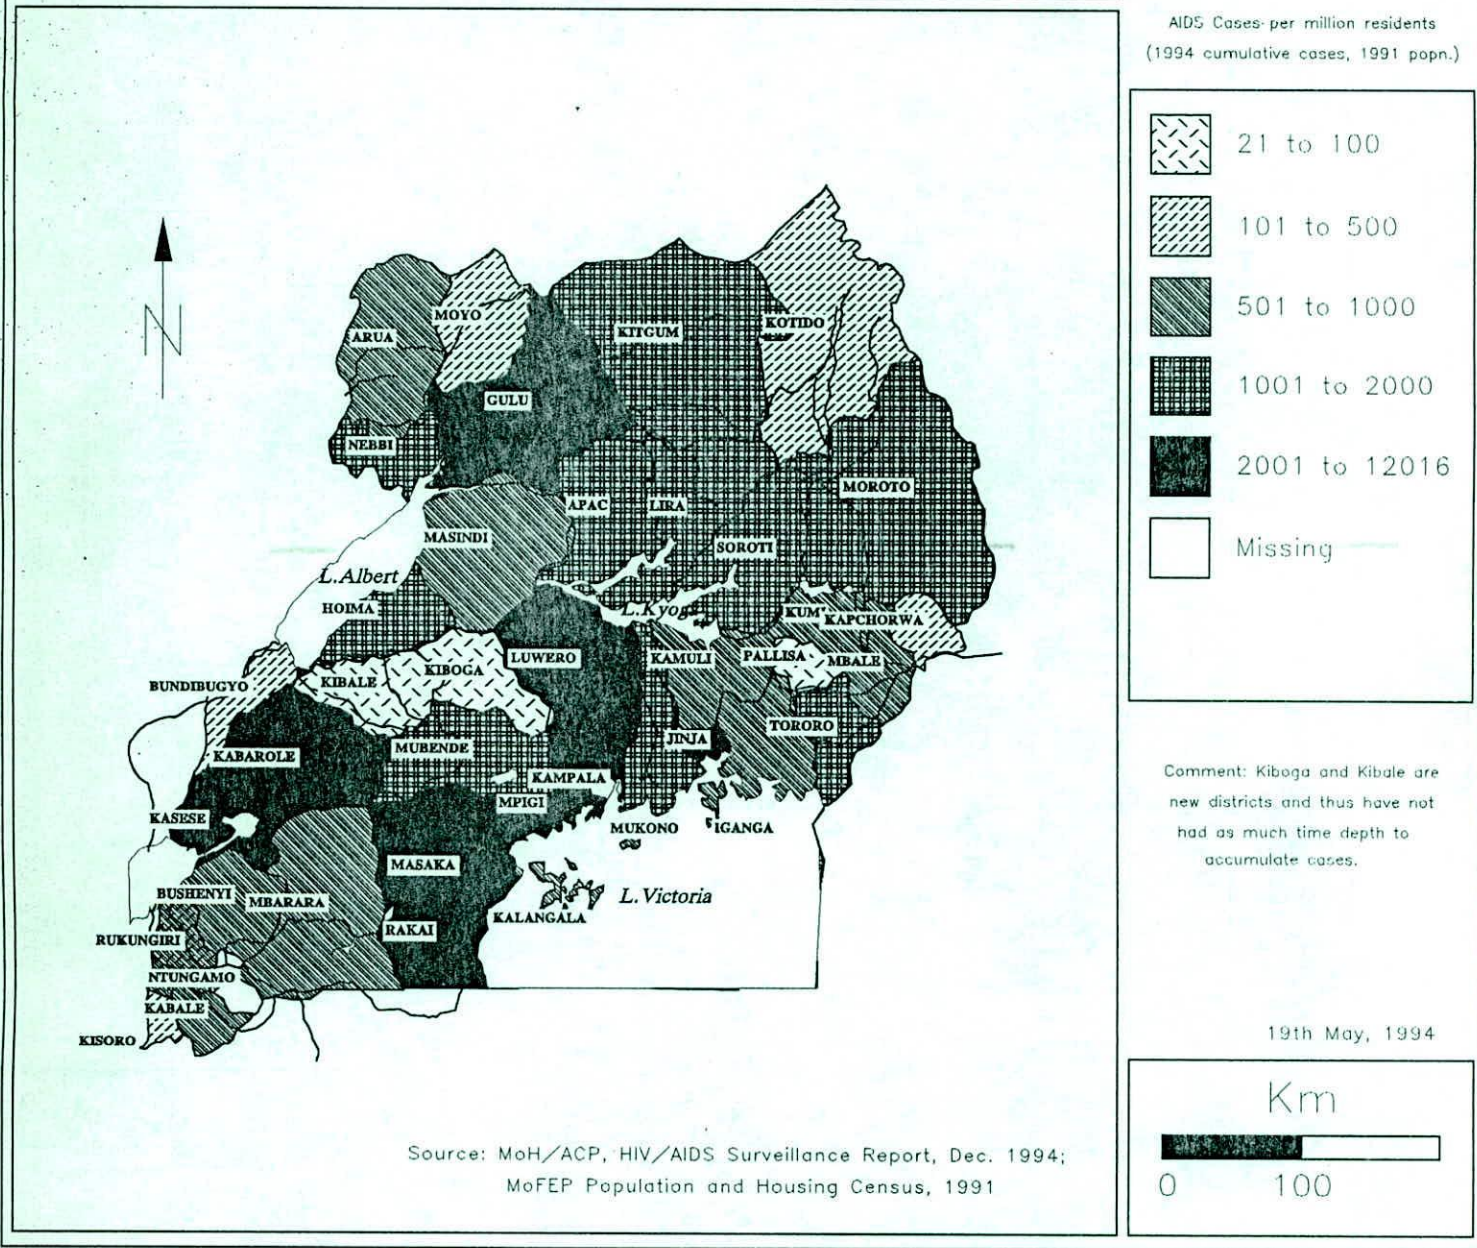 AIDS Cases per million residents
(1994 cumulative cases, 1991 popn.)
21 to 100
101 to 500
501 to 1000
1001 to 2000
2001 to 12016
Missing
N
MOYO
ARUA
KITGUM
KOTIDO
GULU
NEBBI
MOROTO
APAC
LIRA
MASINDI
SOROTI
L.Albert
HOIMA
L.Kyoga
KUM
KAPCHORWA
LUWERO
KAMULI
PALLISA
MBALE
KIBOGA
KIBALE
BUNDIBUGYO
TORORO
JINJA
MUBENDE
KABAROLE
KAMPALA
MPIGI
KASESE
MUKONO
IGANGA
MASAKA
BUSHENYI
MBARARA
L.Victoria
KALANGALA
RAKAI
RUKUNGIRI
NTUNGAMO
KABALE
KISORO
Comment: Kiboga and Kibale are
new districts and thus have not
had as much time depth to
accumulate cases.
19th May, 1994
Km
0 100
Source: MoH/ACP, HIV/AIDS Surveillance Report, Dec. 1994;
MoFEP Population and Housing Census, 1991